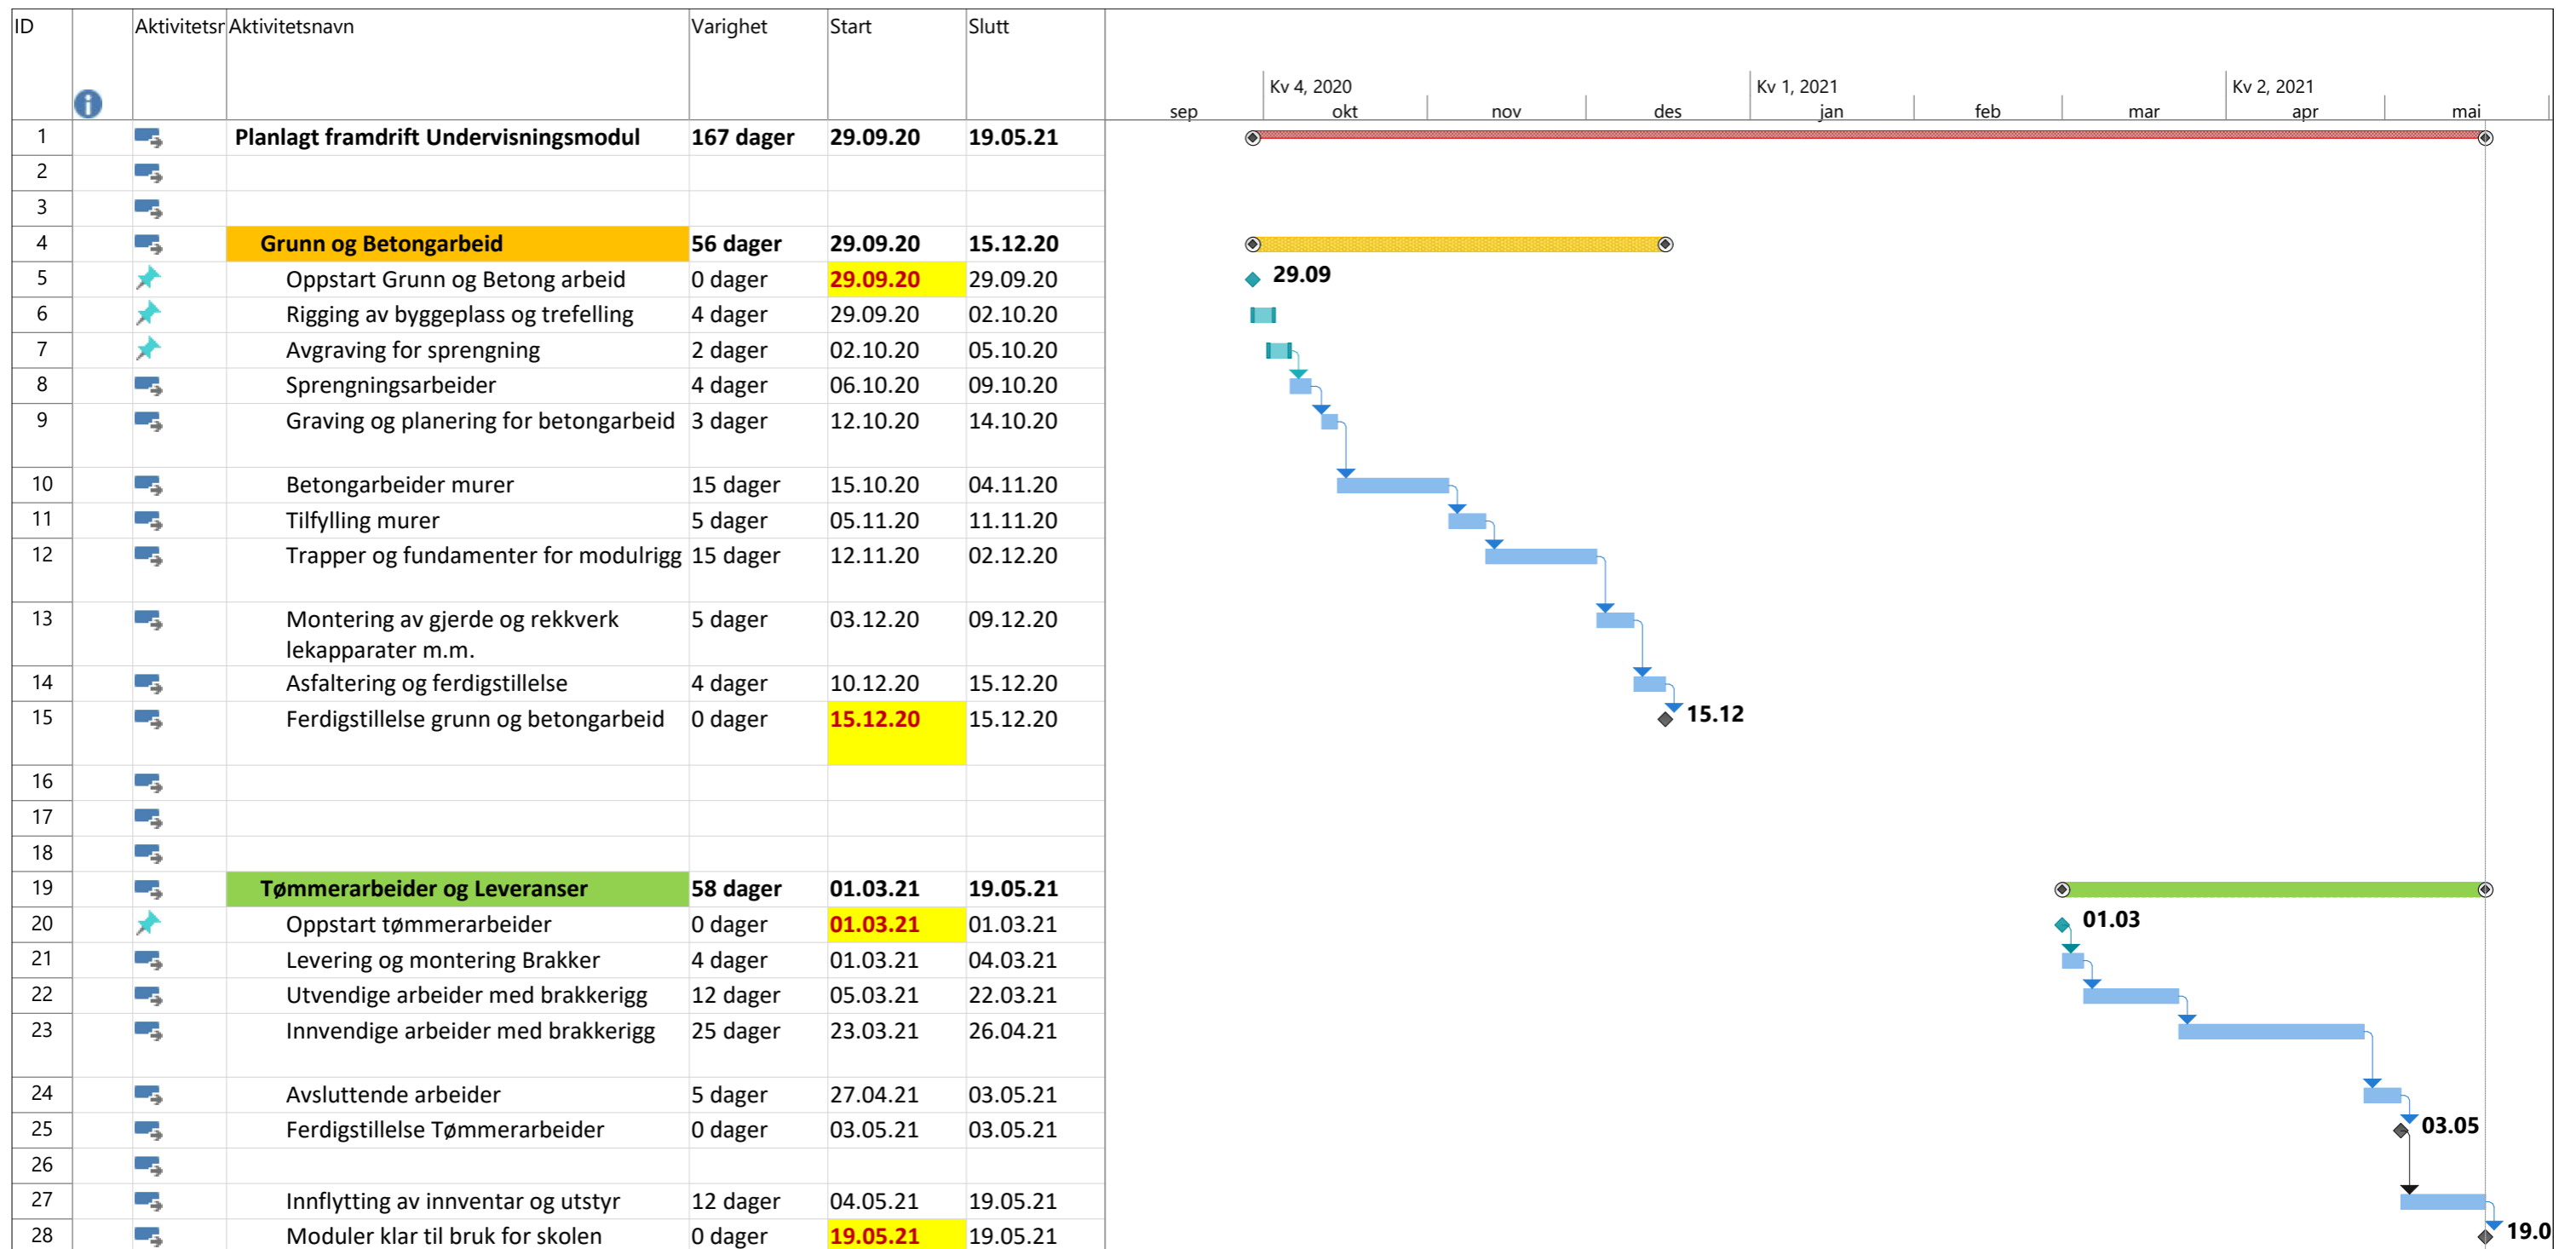 ID Aktivitetsr Aktivitetsnavn Varighet Start Slutt
Kv 4, 2020 Kv 1, 2021 Kv 2, 2021
sep okt nov des jan feb mar apr mai
1 Planlagt framdrift Undervisningsmodul 167 dager 29.09.20 19.05.21
2
3
4 Grunn og Betongarbeid 56 dager 29.09.20 15.12.20
5 Oppstart Grunn og Betong arbeid 0 dager 29.09.20 29.09.20 29.09
6 Rigging av byggeplass og trefelling 4 dager 29.09.20 02.10.20
7 Avgraving for sprengning 2 dager 02.10.20 05.10.20
8 Sprengningsarbeider 4 dager 06.10.20 09.10.20
9 Graving og planering for betongarbeid 3 dager 12.10.20 14.10.20
10 Betongarbeider murer 15 dager 15.10.20 04.11.20
11 Tilfylling murer 5 dager 05.11.20 11.11.20
12 Trapper og fundamenter for modulrigg 15 dager 12.11.20 02.12.20
13 Montering av gjerde og rekkverk 5 dager 03.12.20 09.12.20
lekapparater m.m.
14 Asfaltering og ferdigstillelse 4 dager 10.12.20 15.12.20
15 Ferdigstillelse grunn og betongarbeid 0 dager 15.12.20 15.12.20 15.12
16
17
18
19 Tømmerarbeider og Leveranser 58 dager 01.03.21 19.05.21
20 Oppstart tømmerarbeider 0 dager 01.03.21 01.03.21 01.03
21 Levering og montering Brakker 4 dager 01.03.21 04.03.21
22 Utvendige arbeider med brakkerigg 12 dager 05.03.21 22.03.21
23 Innvendige arbeider med brakkerigg 25 dager 23.03.21 26.04.21
24 Avsluttende arbeider 5 dager 27.04.21 03.05.21
25 Ferdigstillelse Tømmerarbeider 0 dager 03.05.21 03.05.21 03.05
26
27 Innflytting av innventar og utstyr 12 dager 04.05.21 19.05.21
28 Moduler klar til bruk for skolen 0 dager 19.05.21 19.05.21 19.0